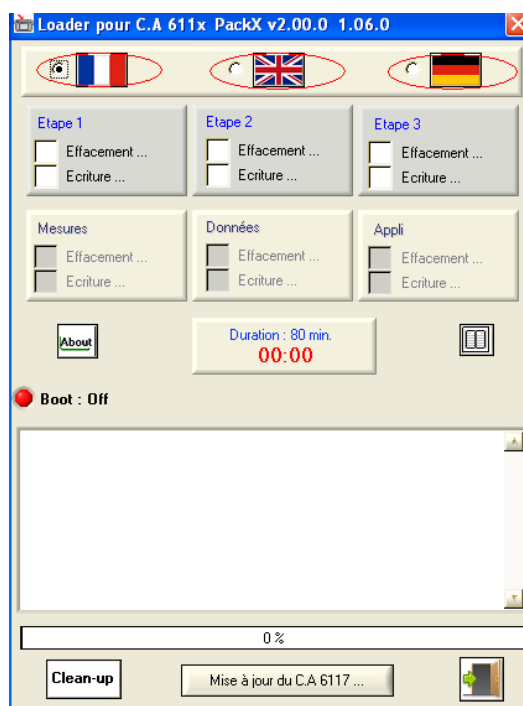 Loader pour C.A 611x PackX v2.00.0 1.06.0
Etape 1
Effacement ...
Ecriture ...
Etape 2
Effacement ...
Ecriture ...
Etape 3
Effacement ...
Ecriture ...
Mesures
Effacement ...
Ecriture ...
Données
Effacement ...
Ecriture ...
Appli
Effacement ...
Ecriture ...
About
Duration : 80 min.
00:00
Boot : Off
0 %
Clean-up
Mise à jour du C.A 6117 ...